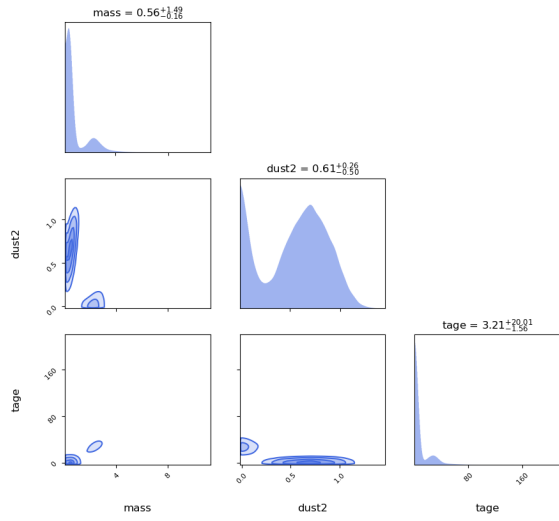 mass = 0.56+1.49−0.16
dust2 = 0.61+0.26−0.50
dust2
1.0
0.5
0.0
tage = 3.21+20.01−1.56
tage
160
80
0
4
8
0.0
0.5
1.0
80
160
mass
dust2
tage